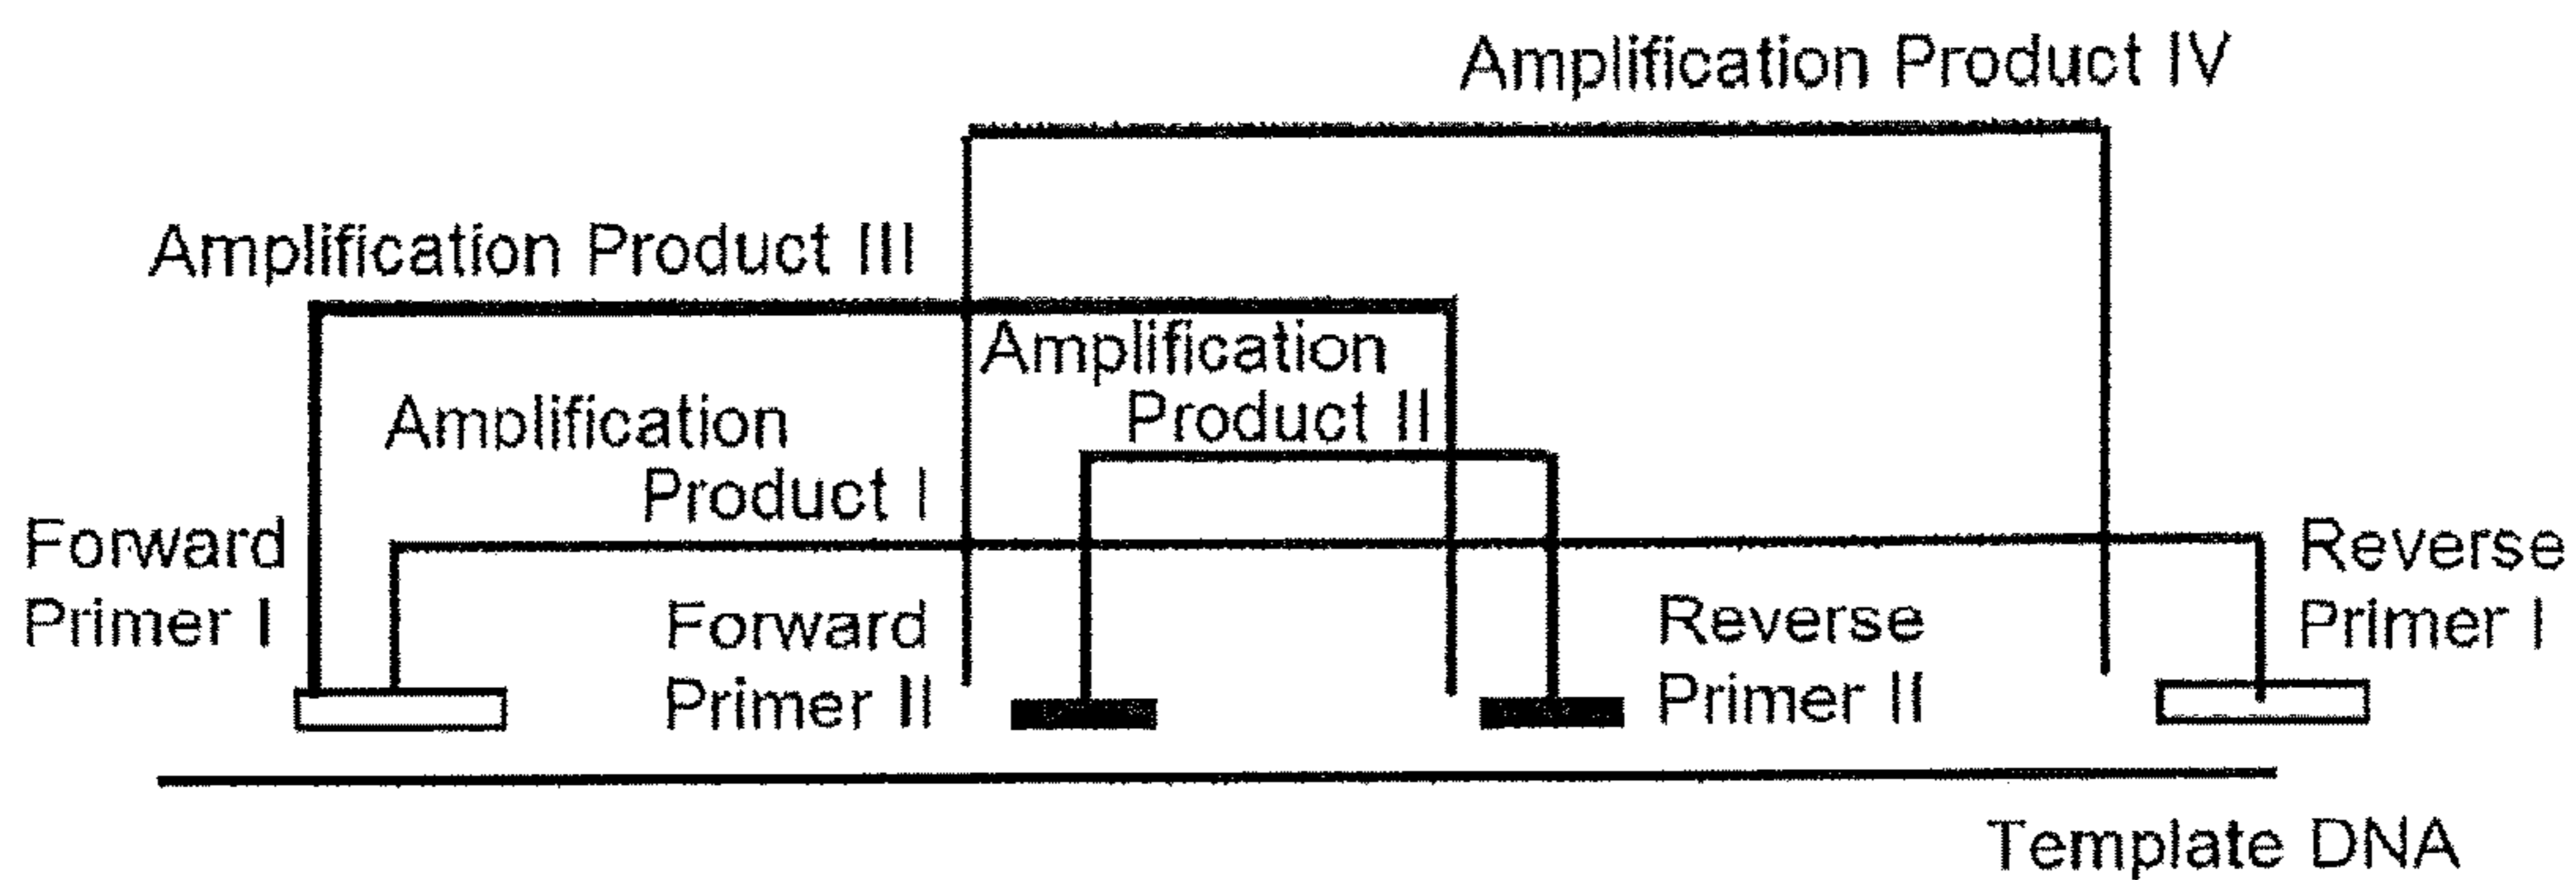 Amplification Product IV
Amplification Product III
Amplification
Product II
Amplification
Product I
Forward
Primer I
Forward
Primer II
Reverse
Primer II
Reverse
Primer I
Template DNA